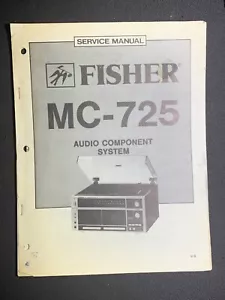 SERVICE MANUAL
FISHER
MC-725
AUDIO COMPONENT
SYSTEM